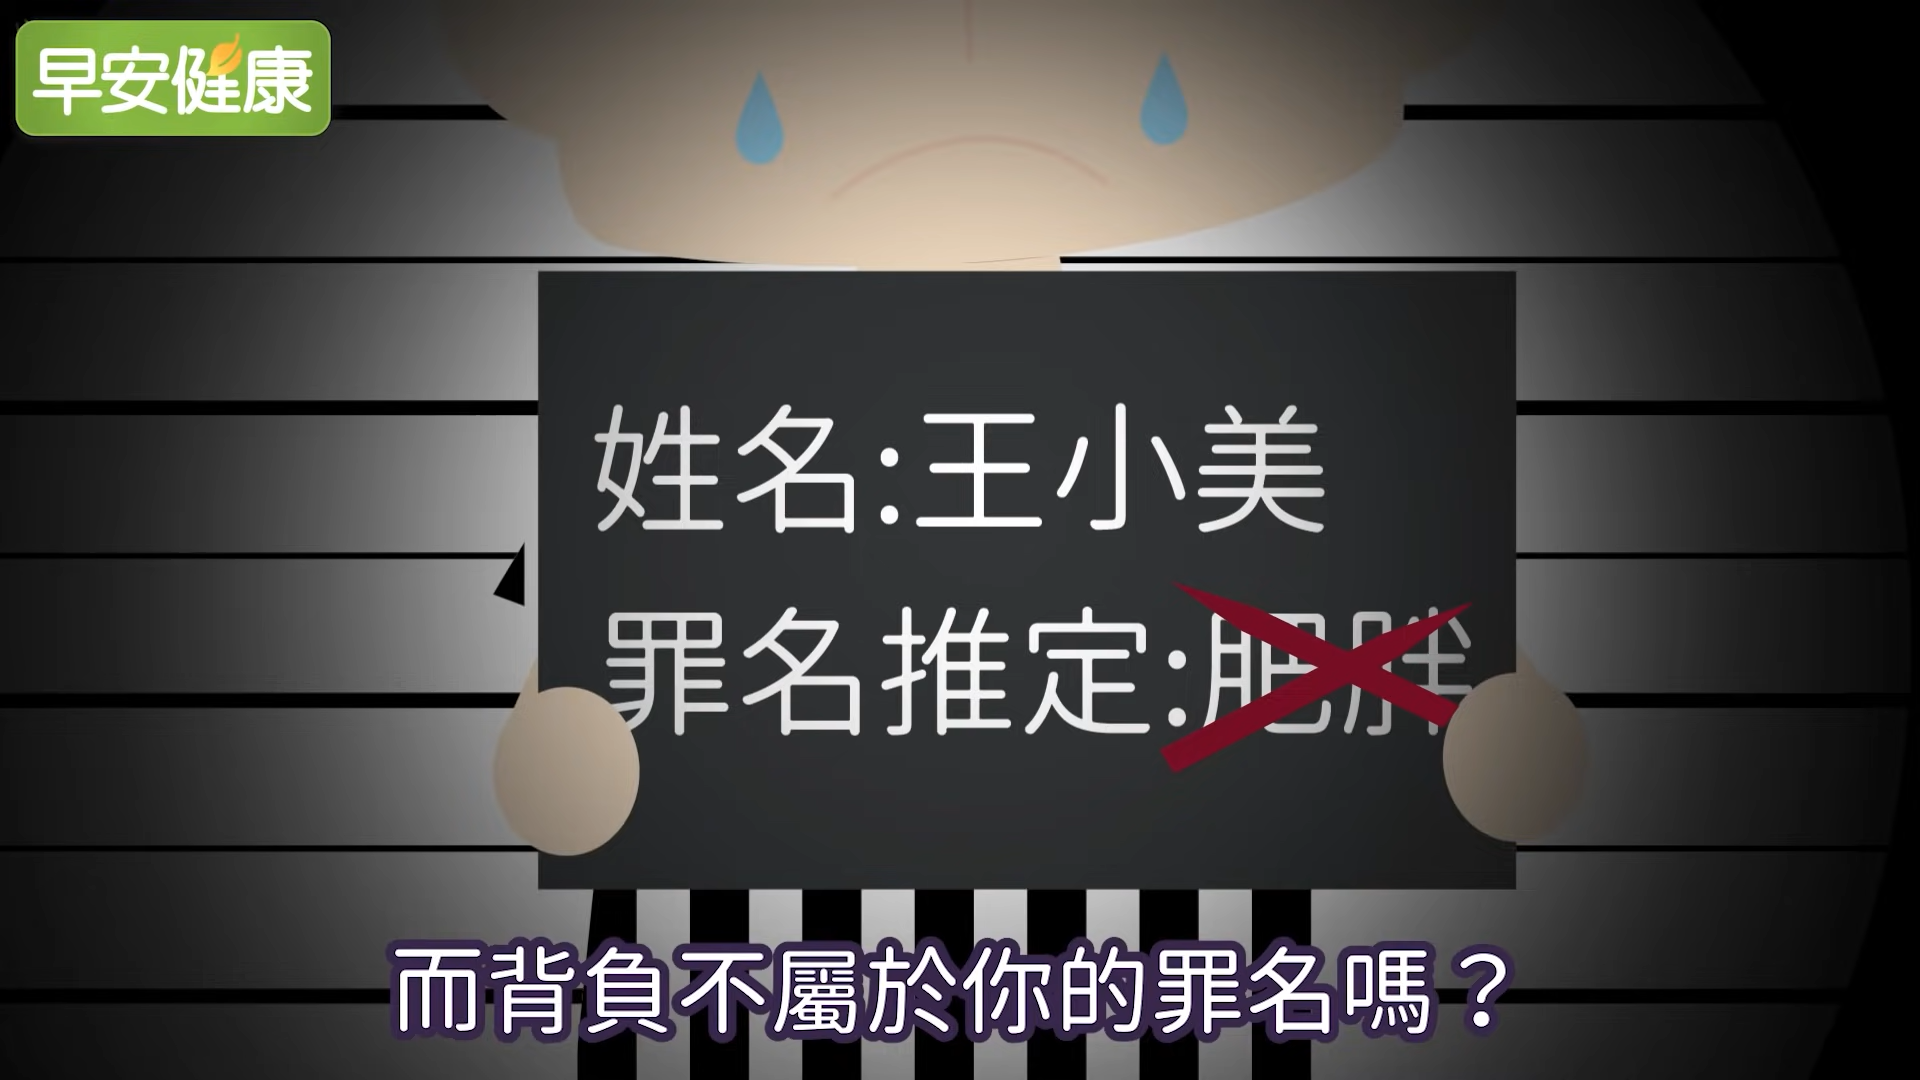 早安健康
姓名:王小美
罪名推定:肥胖
而背負不屬於你的罪名嗎？